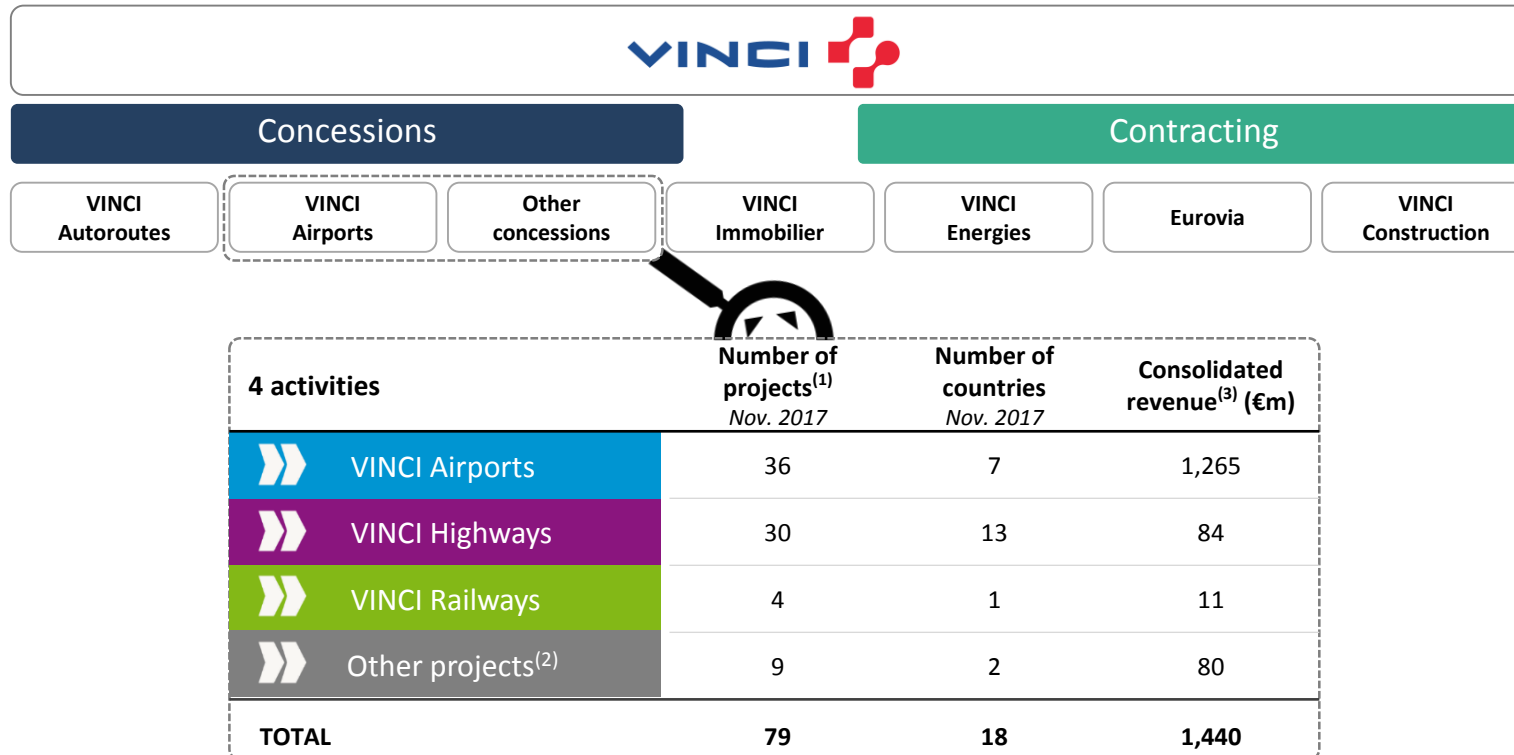 VINCI
Concessions
Contracting
VINCI
Autoroutes
VINCI
Airports
Other
concessions
VINCI
Immobilier
VINCI
Energies
Eurovia
VINCI
Construction
4 activities
Number of
projects(1)
Nov. 2017
Number of
countries
Nov. 2017
Consolidated
revenue(3) (€m)
VINCI Airports 36 7 1,265
VINCI Highways 30 13 84
VINCI Railways 4 1 11
Other projects(2) 9 2 80
TOTAL 79 18 1,440